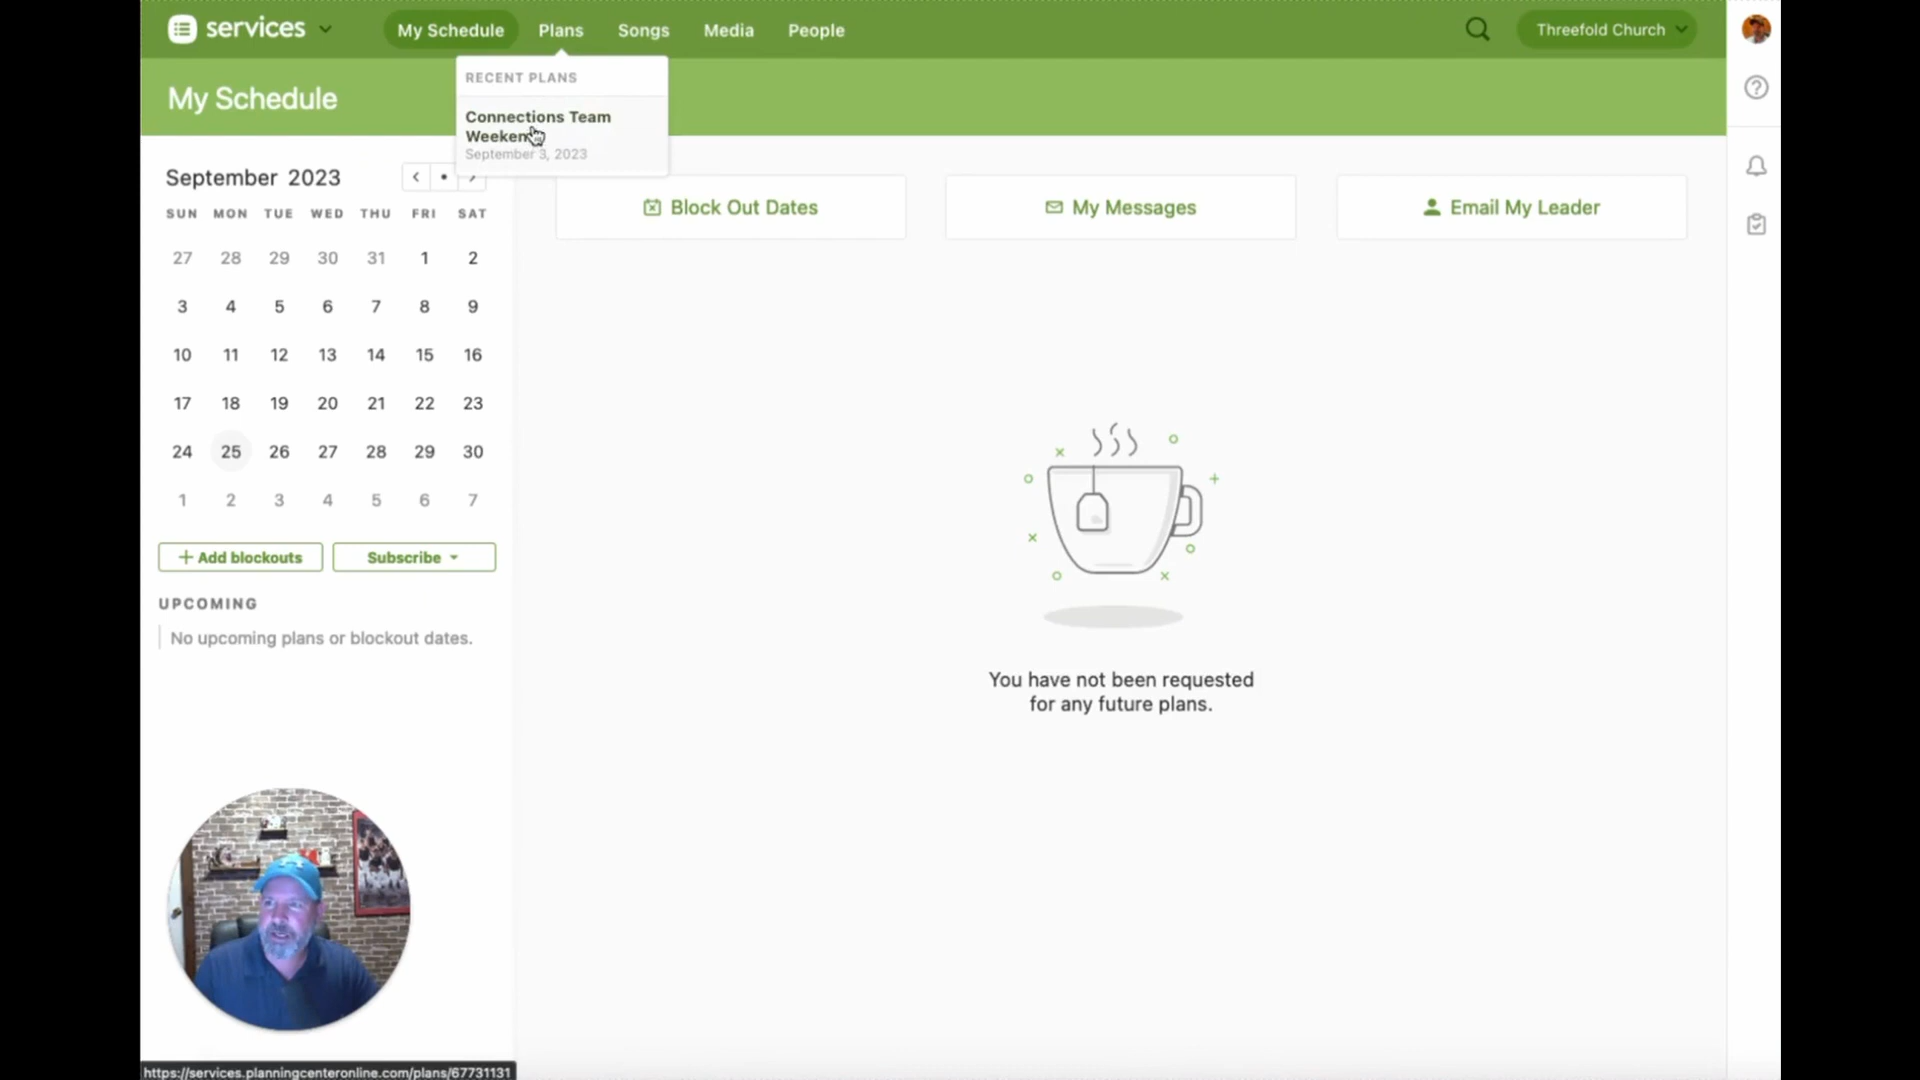 services
My Schedule
Plans
Songs
Media
People
Threefold Church
My Schedule
RECENT PLANS
Connections Team
Weekend
September 3, 2023
September 2023
SUN MON TUE WED THU FRI SAT
27 28 29 30 31 1 2
3 4 5 6 7 8 9
10 11 12 13 14 15 16
17 18 19 20 21 22 23
24 25 26 27 28 29 30
1 2 3 4 5 6 7
+ Add blockouts
Subscribe
UPCOMING
No upcoming plans or blockout dates.
Block Out Dates
My Messages
Email My Leader
You have not been requested
for any future plans.
https://services.planningcenteronline.com/plans/67731131